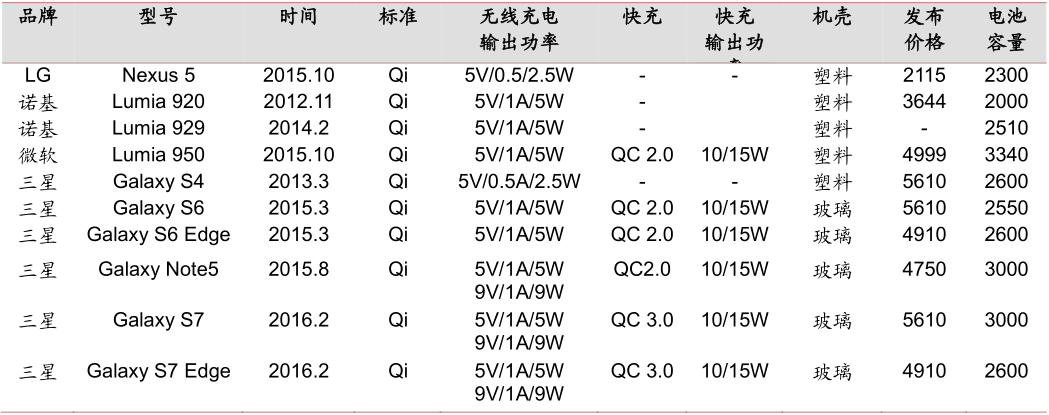 品牌 型号 时间 标准 无线充电 快充 快充 机壳 发布 电池
输出功率 输出功 价格 容量
LG Nexus 5 2015.10 Qi 5V/0.5/2.5W - - 塑料 2115 2300
诺基 Lumia 920 2012.11 Qi 5V/1A/5W - 塑料 3644 2000
诺基 Lumia 929 2014.2 Qi 5V/1A/5W - 塑料 - 2510
微软 Lumia 950 2015.10 Qi 5V/1A/5W QC 2.0 10/15W 塑料 4999 3340
三星 Galaxy S4 2013.3 Qi 5V/0.5A/2.5W - - 塑料 5610 2600
三星 Galaxy S6 2015.3 Qi 5V/1A/5W QC 2.0 10/15W 玻璃 5610 2550
三星 Galaxy S6 Edge 2015.3 Qi 5V/1A/5W QC 2.0 10/15W 玻璃 4910 2600
三星 Galaxy Note5 2015.8 Qi 5V/1A/5W QC2.0 10/15W 玻璃 4750 3000
9V/1A/9W
三星 Galaxy S7 2016.2 Qi 5V/1A/5W QC 3.0 10/15W 玻璃 5610 3000
9V/1A/9W
三星 Galaxy S7 Edge 2016.2 Qi 5V/1A/5W QC 3.0 10/15W 玻璃 4910 2600
9V/1A/9W